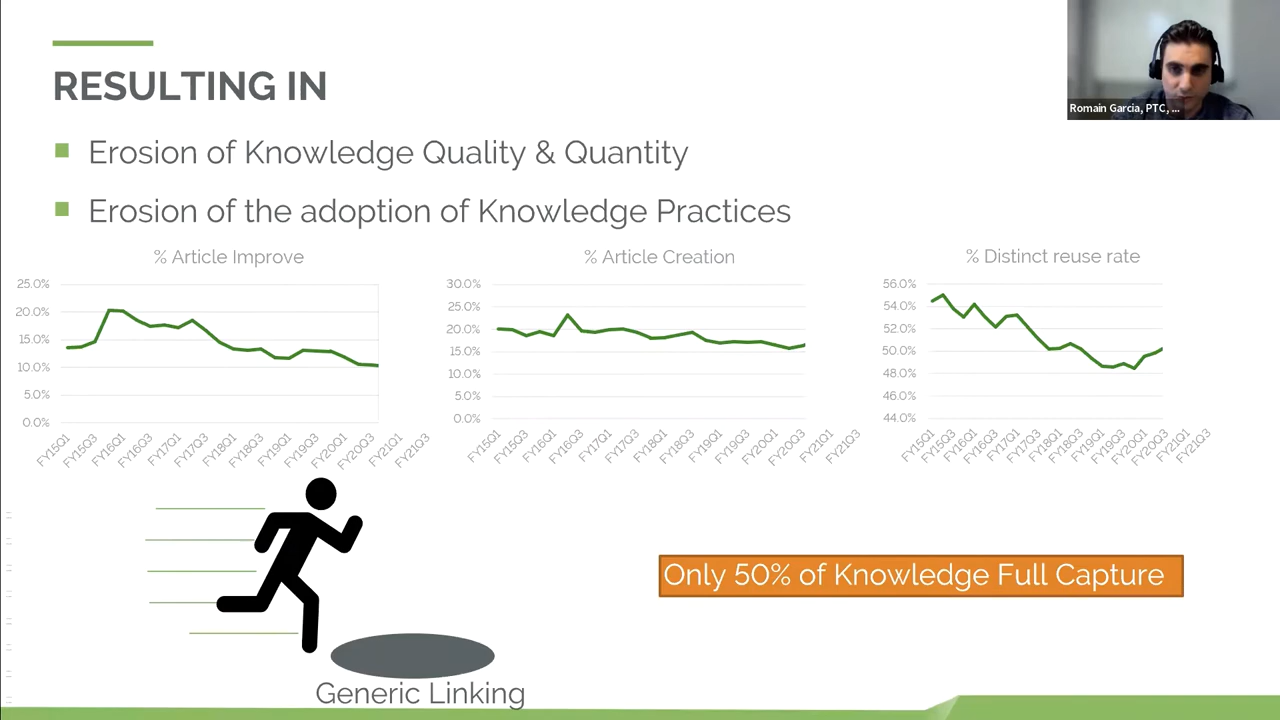 RESULTING IN
Romain Garcia, PTC, ...
Erosion of Knowledge Quality & Quantity
Erosion of the adoption of Knowledge Practices
% Article Improve
25.0%
20.0%
15.0%
10.0%
5.0%
0.0%
FY15Q1 FY15Q3 FY16Q1 FY16Q3 FY17Q1 FY17Q3 FY18Q1 FY18Q3 FY19Q1 FY19Q3 FY20Q1 FY20Q3 FY21Q1 FY21Q3
% Article Creation
30.0%
25.0%
20.0%
15.0%
10.0%
5.0%
0.0%
FY15Q1 FY15Q3 FY16Q1 FY16Q3 FY17Q1 FY17Q3 FY18Q1 FY18Q3 FY19Q1 FY19Q3 FY20Q1 FY20Q3 FY21Q1 FY21Q3
% Distinct reuse rate
56.0%
54.0%
52.0%
50.0%
48.0%
46.0%
44.0%
FY15Q1 FY15Q3 FY16Q1 FY16Q3 FY17Q1 FY17Q3 FY18Q1 FY18Q3 FY19Q1 FY19Q3 FY20Q1 FY20Q3 FY21Q1 FY21Q3
Only 50% of Knowledge Full Capture
Generic Linking